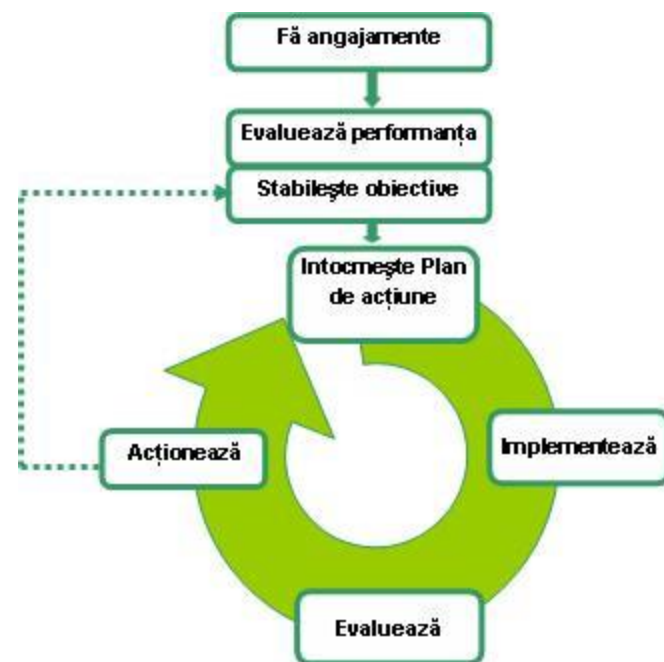 Fă angajamente
Evaluează performanța
Stabilește obiective
Intocmește Plan
de acțiune
Acționează
Implementează
Evaluează